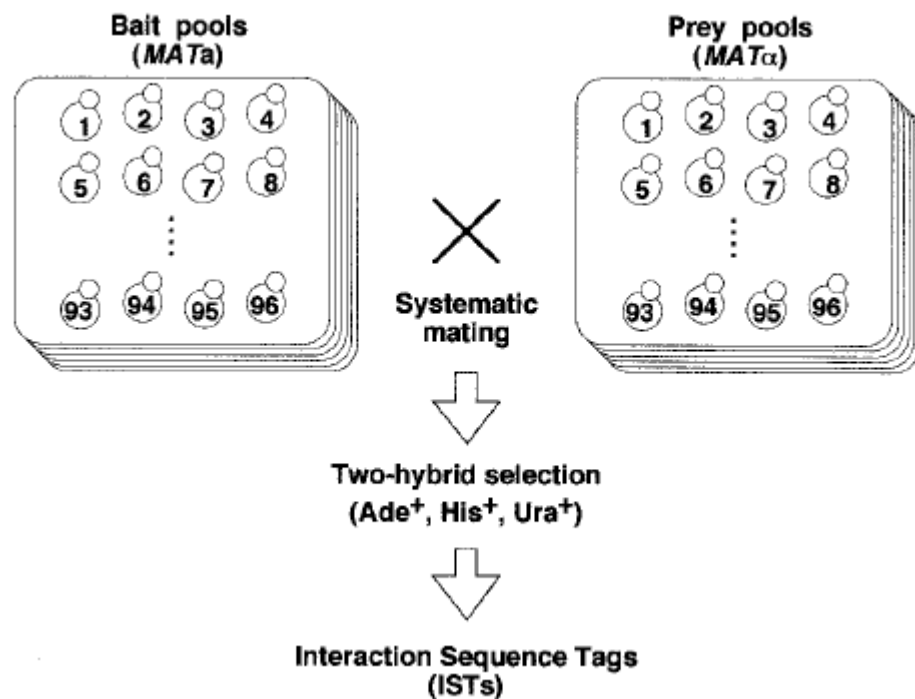 Bait pools
(MATa)
1 2 3 4
5 6 7 8
93 94 95 96
Prey pools
(MATα)
1 2 3 4
5 6 7 8
93 94 95 96
Systematic
mating
Two-hybrid selection
(Ade+, His+, Ura+)
Interaction Sequence Tags
(ISTs)